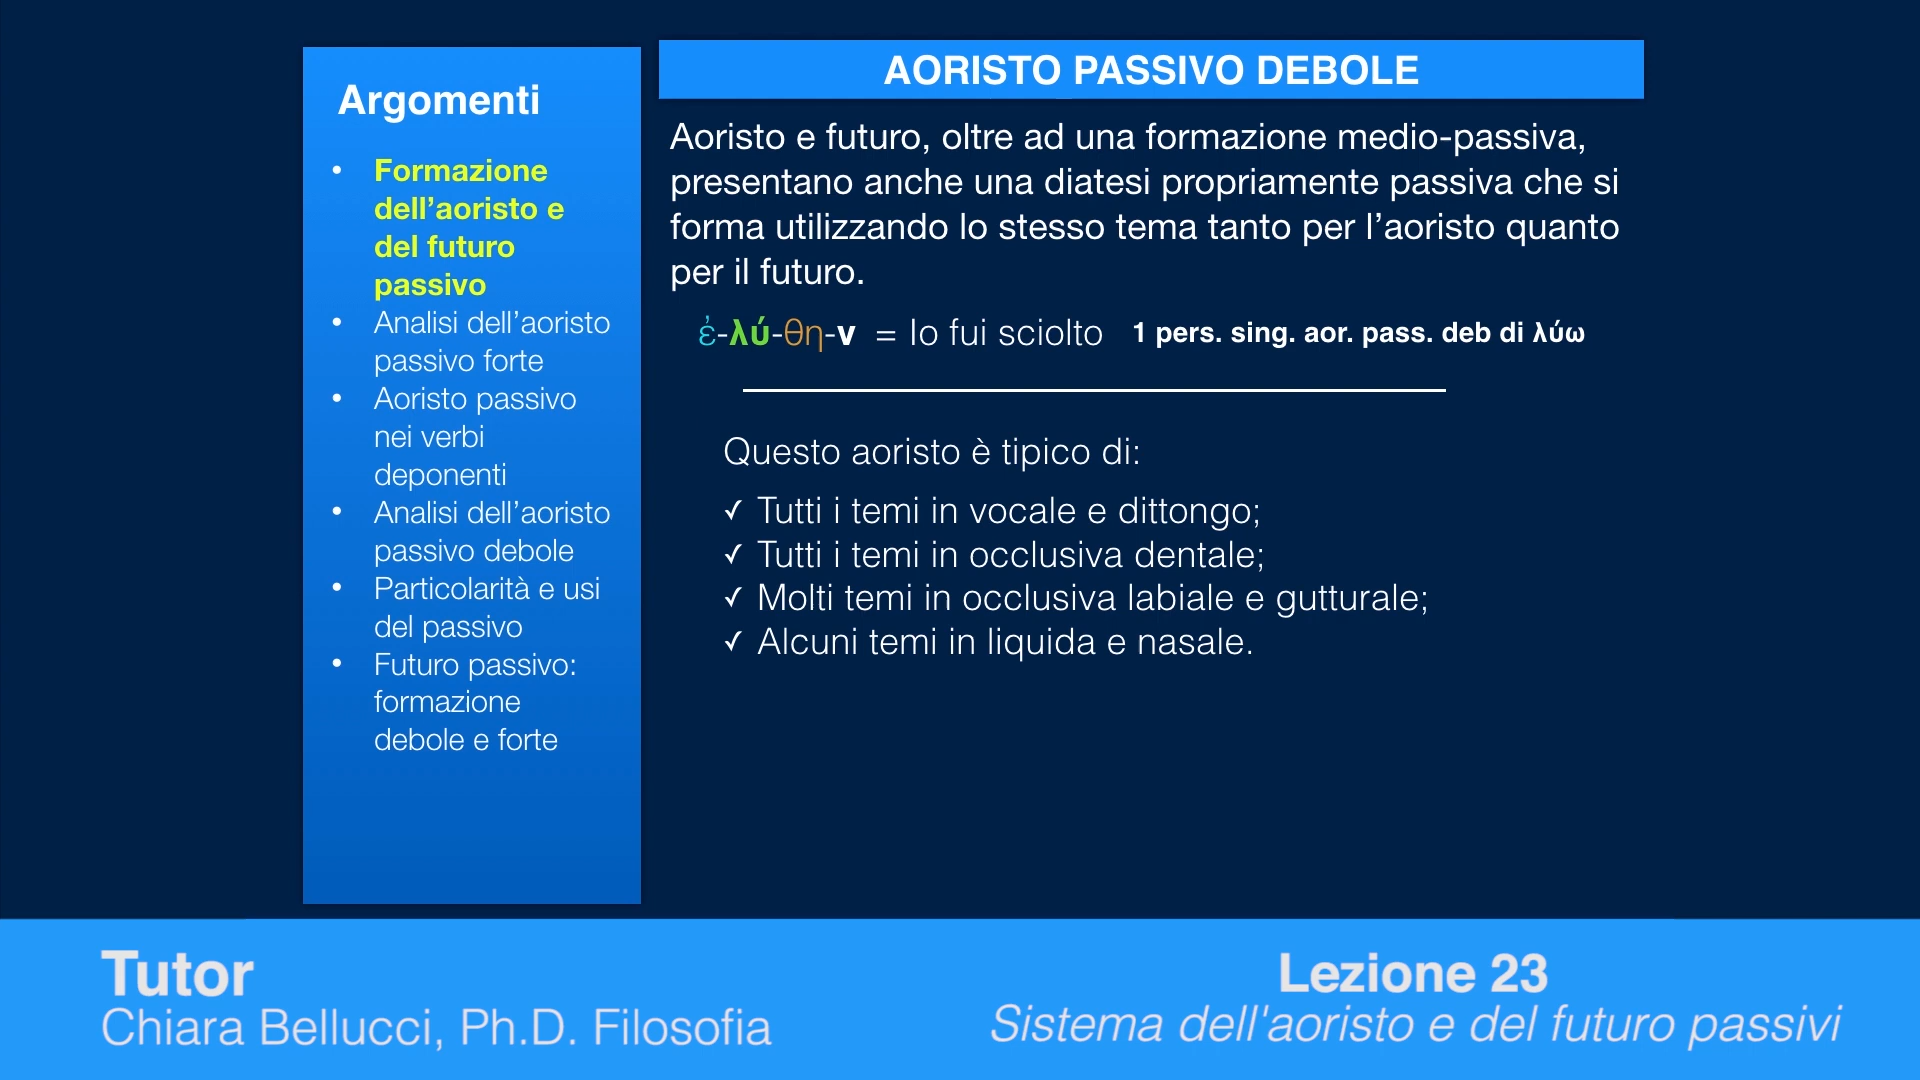 Argomenti
• Formazione
dell’aoristo e
del futuro
passivo
• Analisi dell’aoristo
passivo forte
• Aoristo passivo
nei verbi
deponenti
• Analisi dell’aoristo
passivo debole
• Particolarità e usi
del passivo
• Futuro passivo:
formazione
debole e forte
AORISTO PASSIVO DEBOLE
Aoristo e futuro, oltre ad una formazione medio-passiva,
presentano anche una diatesi propriamente passiva che si
forma utilizzando lo stesso tema tanto per l’aoristo quanto
per il futuro.
ἐ-λύ-θη-ν = Io fui sciolto 1 pers. sing. aor. pass. deb di λύω
Questo aoristo è tipico di:
✓ Tutti i temi in vocale e dittongo;
✓ Tutti i temi in occlusiva dentale;
✓ Molti temi in occlusiva labiale e gutturale;
✓ Alcuni temi in liquida e nasale.
Tutor
Chiara Bellucci, Ph.D. Filosofia
Lezione 23
Sistema dell'aoristo e del futuro passivi